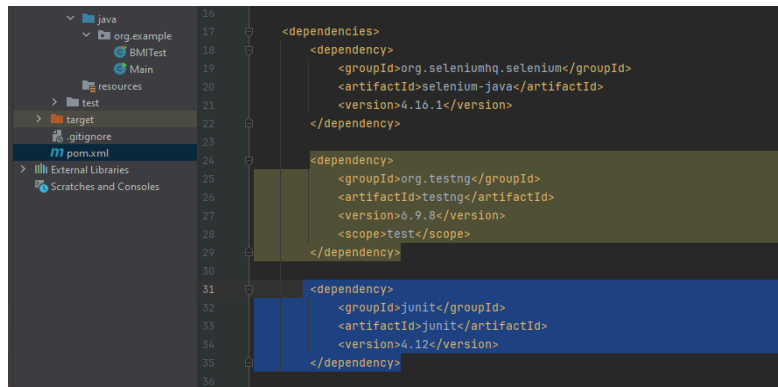 java
org.example
BMITest
Main
resources
test
target
.gitignore
pom.xml
External Libraries
Scratches and Consoles
16
17 <dependencies>
18 <dependency>
19 <groupId>org.seleniumhq.selenium</groupId>
20 <artifactId>selenium-java</artifactId>
21 <version>4.16.1</version>
22 </dependency>
23
24 <dependency>
25 <groupId>org.testng</groupId>
26 <artifactId>testng</artifactId>
27 <version>6.9.8</version>
28 <scope>test</scope>
29 </dependency>
30
31 <dependency>
32 <groupId>junit</groupId>
33 <artifactId>junit</artifactId>
34 <version>4.12</version>
35 </dependency>
36